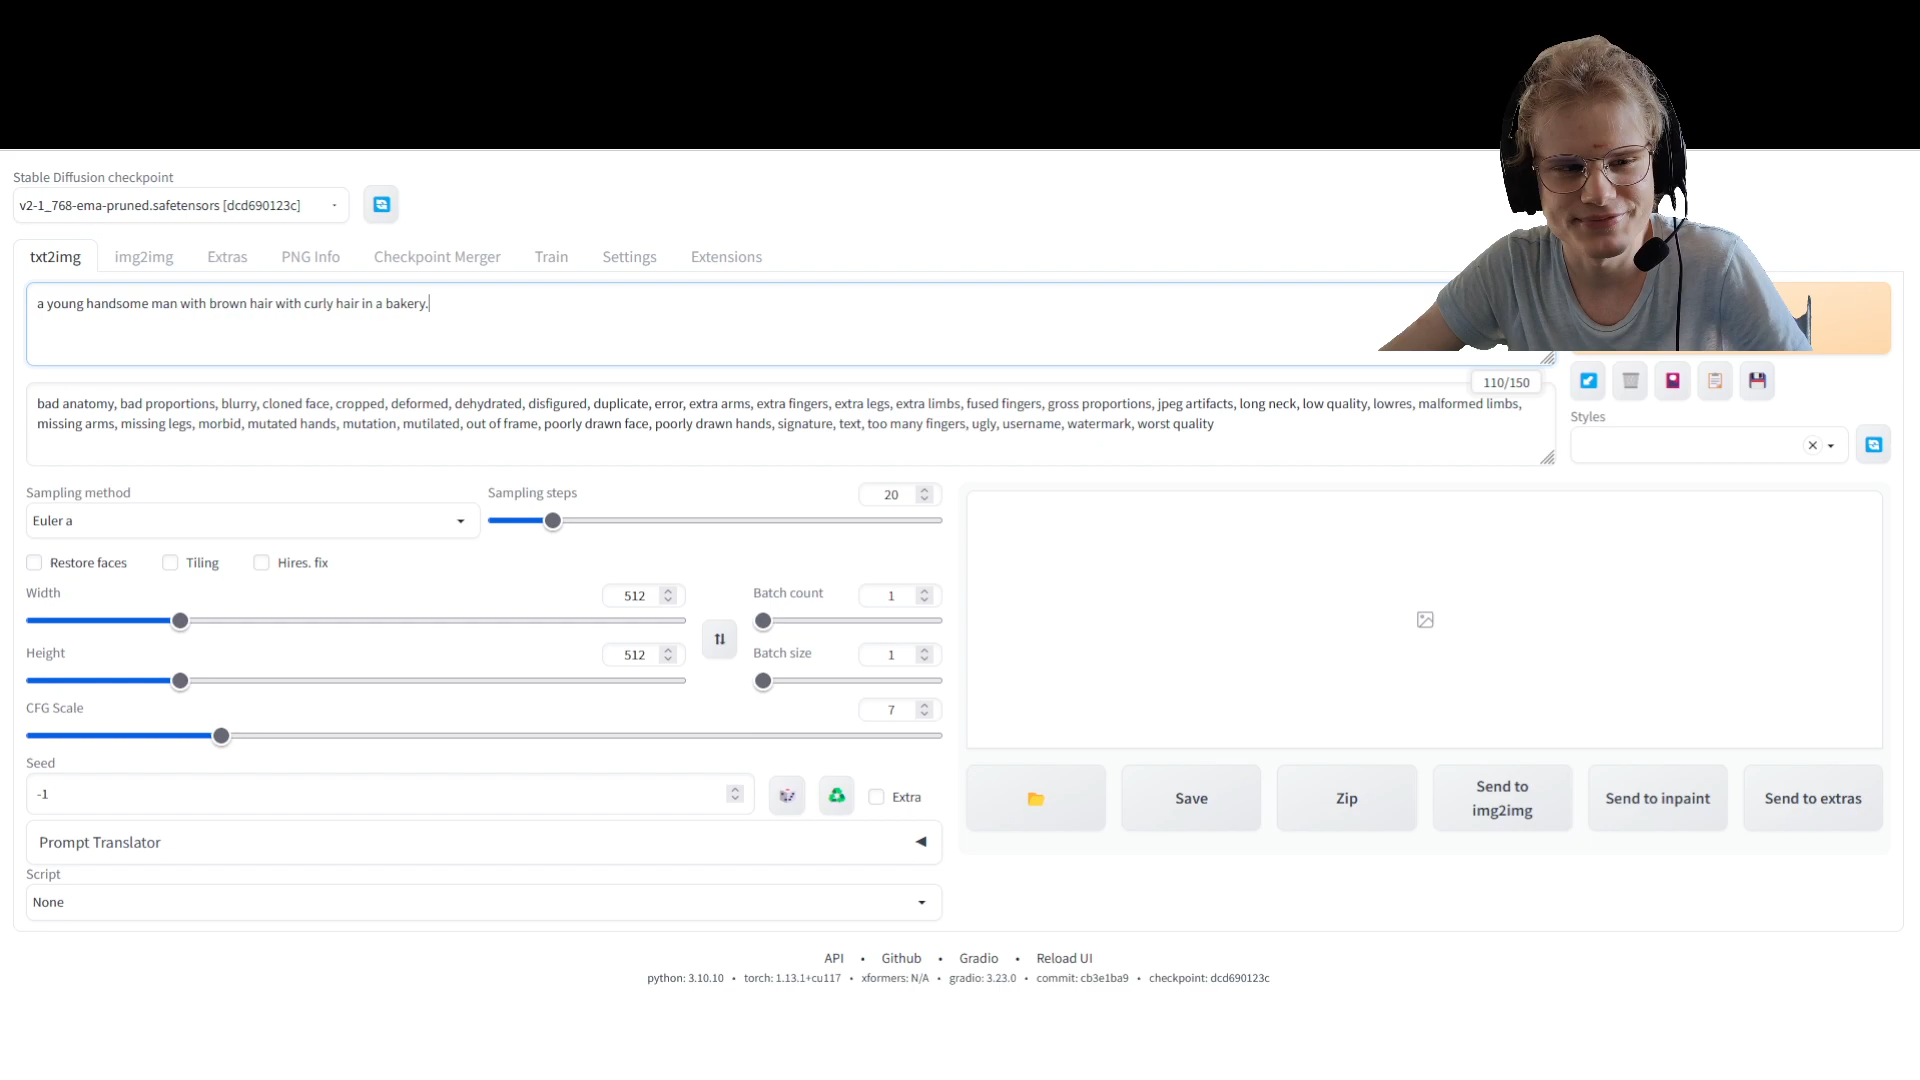 Stable Diffusion checkpoint
v2-1_768-ema-pruned.safetensors [dcd690123c]
txt2img img2img Extras PNG Info Checkpoint Merger Train Settings Extensions
a young handsome man with brown hair with curly hair in a bakery.
110/150
bad anatomy, bad proportions, blurry, cloned face, cropped, deformed, dehydrated, disfigured, duplicate, error, extra arms, extra fingers, extra legs, extra limbs, fused fingers, gross proportions, jpeg artifacts, long neck, low quality, lowres, malformed limbs,
missing arms, missing legs, morbid, mutated hands, mutation, mutilated, out of frame, poorly drawn face, poorly drawn hands, signature, text, too many fingers, ugly, username, watermark, worst quality
Styles
Sampling method
Euler a
Sampling steps
20
Restore faces Tiling Hires. fix
Width
512
Batch count
1
Height
512
Batch size
1
CFG Scale
7
Seed
-1
Extra
Save
Zip
Send to
img2img
Send to inpaint
Send to extras
Prompt Translator
Script
None
API • Github • Gradio • Reload UI
python: 3.10.10 • torch: 1.13.1+cu117 • xformers: N/A • gradio: 3.23.0 • commit: cb3e1ba9 • checkpoint: dcd690123c